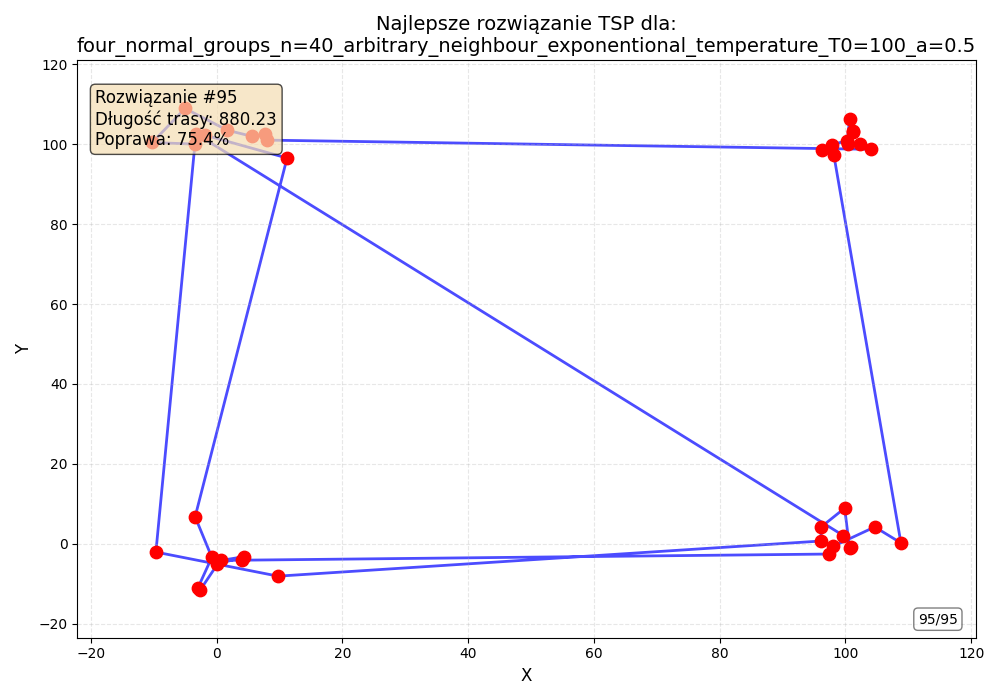 Najlepsze rozwiązanie TSP dla:
four_normal_groups_n=40_arbitrary_neighbour_exponentional_temperature_T0=100_a=0.5
Rozwiązanie #95
Długość trasy: 880.23
Poprawa: 75.4%
120
100
80
60
40
20
0
−20
Y
95/95
−20
0
20
40
60
80
100
120
X